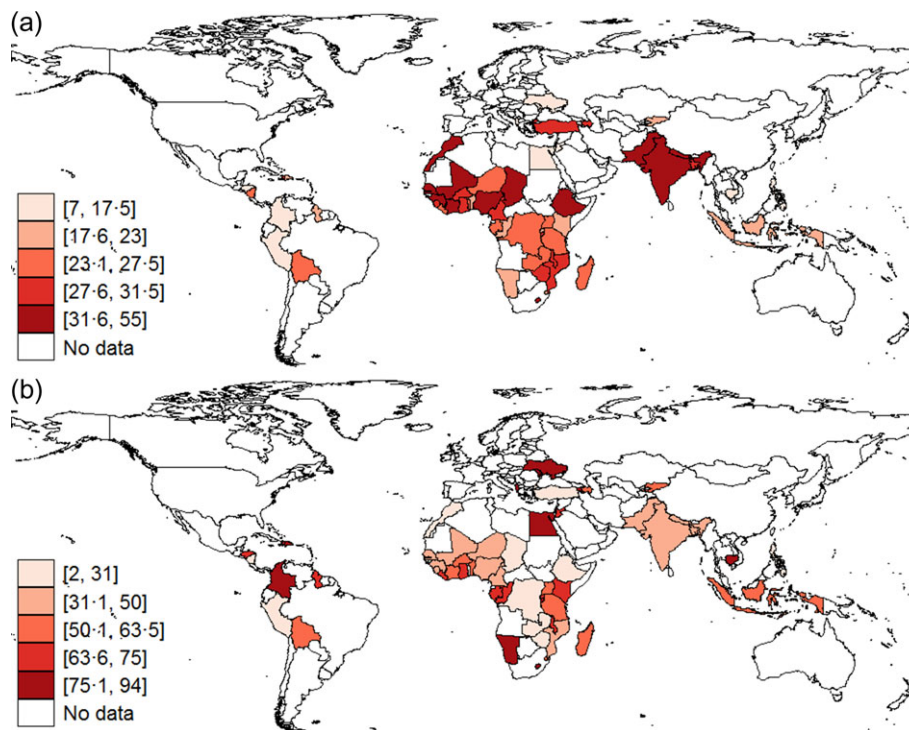 (a)
[7, 17·5]
[17·6, 23]
[23·1, 27·5]
[27·6, 31·5]
[31·6, 55]
No data
(b)
[2, 31]
[31·1, 50]
[50·1, 63·5]
[63·6, 75]
[75·1, 94]
No data